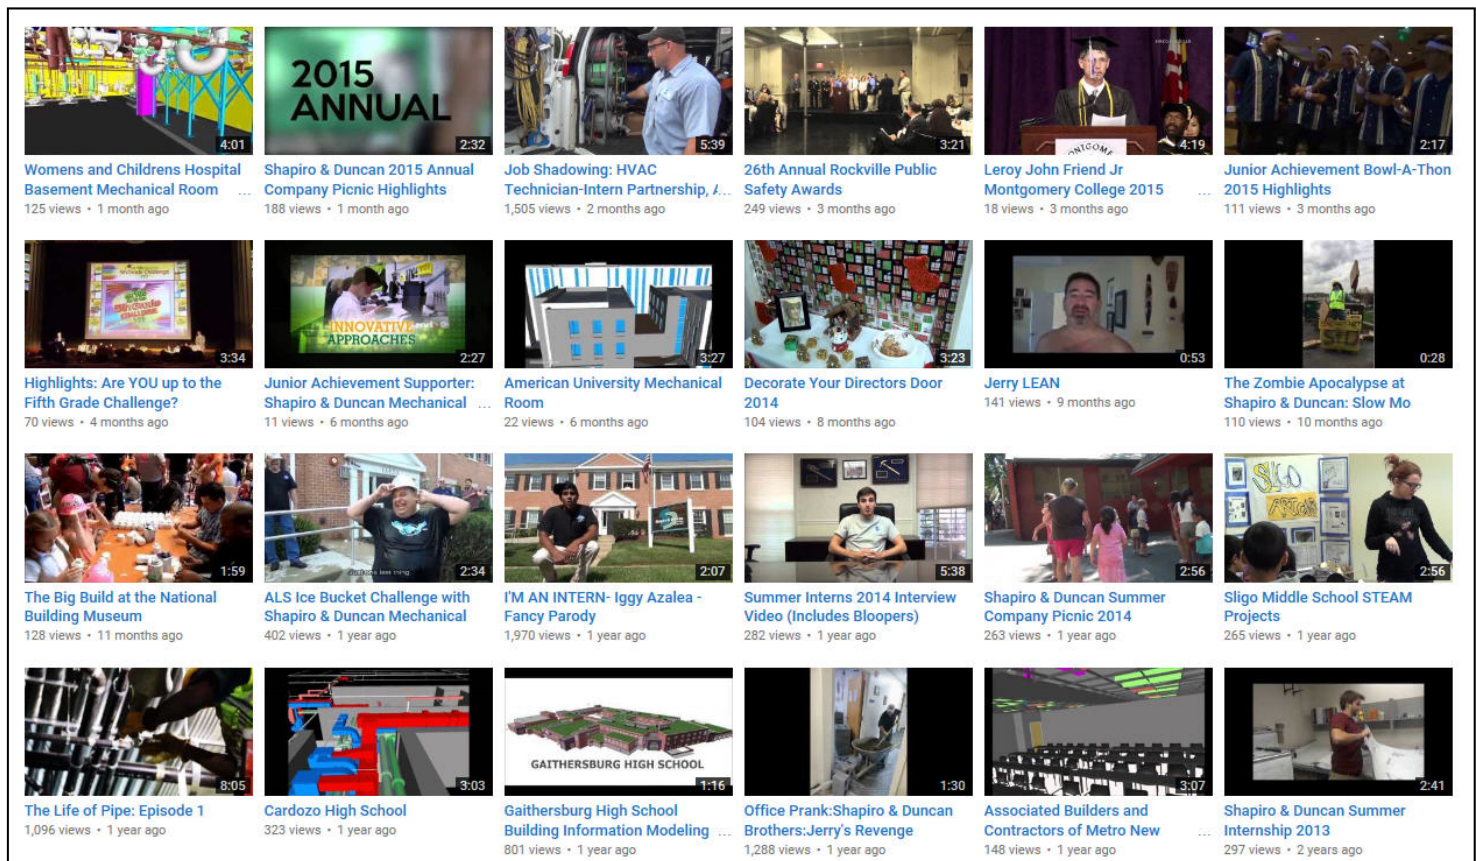 2015
ANNUAL
MONTGOME
INNOVATIVE
APPROACHES
SLIGO
Just one last thing
GAITHERSBURG HIGH SCHOOL
4:01
2:32
5:39
3:21
4:19
2:17
Womens and Childrens Hospital
Basement Mechanical Room ...
125 views • 1 month ago
Shapiro & Duncan 2015 Annual
Company Picnic Highlights
188 views • 1 month ago
Job Shadowing: HVAC
Technician-Intern Partnership, A...
1,505 views • 2 months ago
26th Annual Rockville Public
Safety Awards
249 views • 3 months ago
Leroy John Friend Jr
Montgomery College 2015 ...
18 views • 3 months ago
Junior Achievement Bowl-A-Thon
2015 Highlights
111 views • 3 months ago
3:34
2:27
3:27
3:23
0:53
0:28
Highlights: Are YOU up to the
Fifth Grade Challenge?
70 views • 4 months ago
Junior Achievement Supporter:
Shapiro & Duncan Mechanical ...
11 views • 6 months ago
American University Mechanical
Room
22 views • 6 months ago
Decorate Your Directors Door
2014
104 views • 8 months ago
Jerry LEAN
141 views • 9 months ago
The Zombie Apocalypse at
Shapiro & Duncan: Slow Mo
110 views • 10 months ago
1:59
2:34
2:07
5:38
2:56
2:56
The Big Build at the National
Building Museum
128 views • 11 months ago
ALS Ice Bucket Challenge with
Shapiro & Duncan Mechanical
402 views • 1 year ago
I'M AN INTERN- Iggy Azalea -
Fancy Parody
1,970 views • 1 year ago
Summer Interns 2014 Interview
Video (Includes Bloopers)
282 views • 1 year ago
Shapiro & Duncan Summer
Company Picnic 2014
263 views • 1 year ago
Sligo Middle School STEAM
Projects
265 views • 1 year ago
8:05
3:03
1:16
1:30
3:07
2:41
The Life of Pipe: Episode 1
1,096 views • 1 year ago
Cardozo High School
323 views • 1 year ago
Gaithersburg High School
Building Information Modeling ...
801 views • 1 year ago
Office Prank:Shapiro & Duncan
Brothers:Jerry's Revenge
1,288 views • 1 year ago
Associated Builders and
Contractors of Metro New ...
148 views • 1 year ago
Shapiro & Duncan Summer
Internship 2013
297 views • 2 years ago